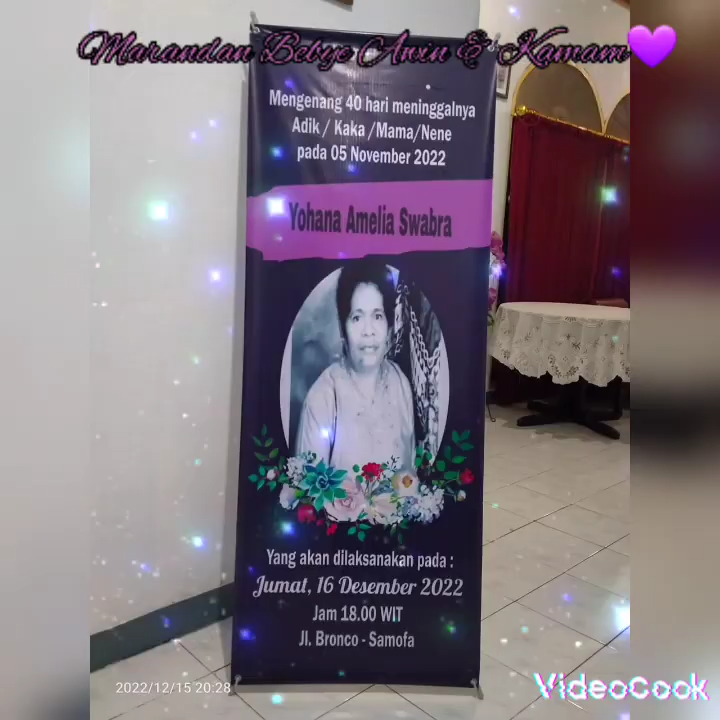 Marandan Bebye Awin & Kamam💜
Mengenang 40 hari meninggalnya
Adik / Kaka /Mama/Nene
pada 05 November 2022
Yohana Amelia Swabra
Yang akan dilaksanakan pada :
Jumat, 16 Desember 2022
Jam 18.00 WIT
Jl. Bronco - Samofa
2022/12/15 20:28
VideoCook